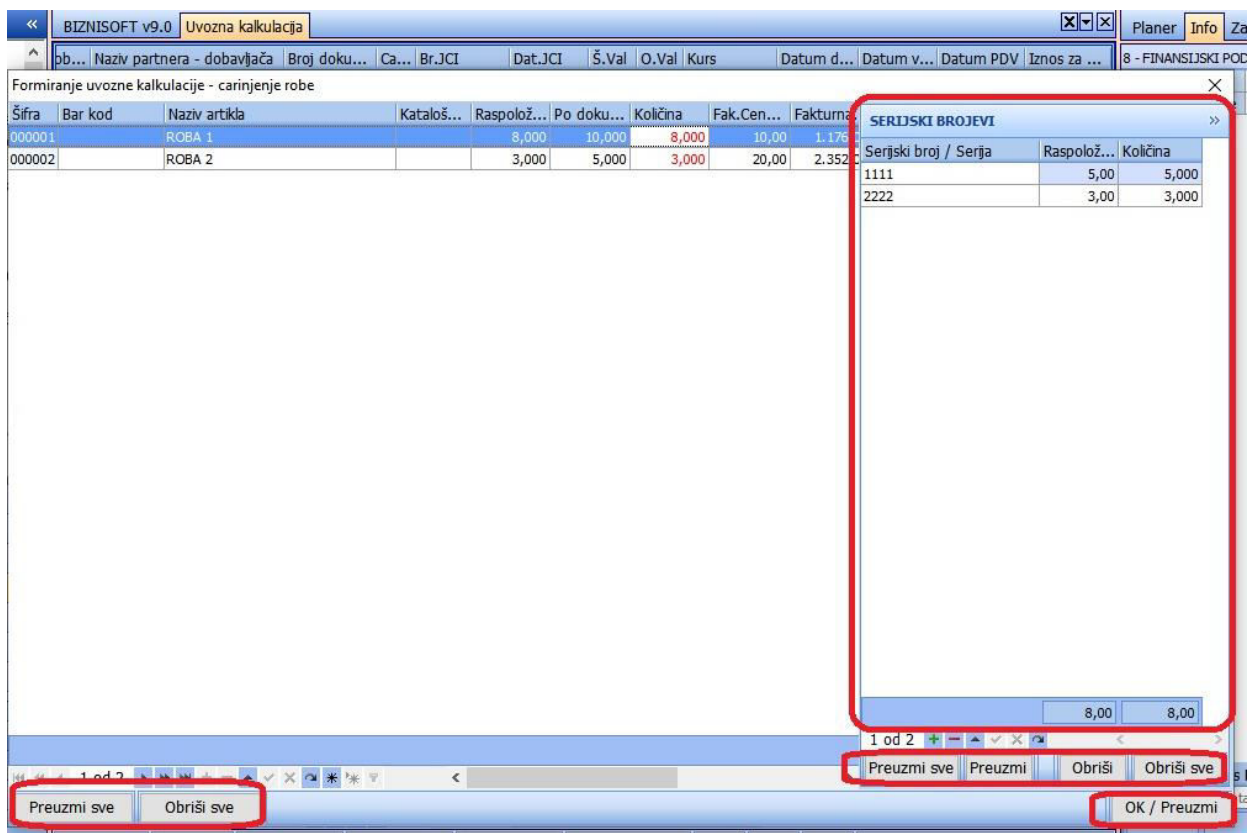 « BIZNISOFT v9.0 Uvozna kalkulacija Planer Info Za
ob... Naziv partnera - dobavljača Broj doku... Ca... Br.JCI Dat.JCI Š.Val O.Val Kurs Datum d... Datum v... Datum PDV Iznos za ... 8 - FINANSIJSKI POD
Formiranje uvozne kalkulacije - carinjenje robe
Šifra Bar kod Naziv artikla Kataloš... Raspolož... Po doku... Količina Fak.Cen... Fakturna
000001 ROBA 1 8,000 10,000 8,000 10,00 1.176
000002 ROBA 2 3,000 5,000 3,000 20,00 2.352
SERIJSKI BROJEVI »
Serijski broj / Serija Raspolož... Količina
1111 5,00 5,000
2222 3,00 3,000
8,00 8,00
1 od 2
Preuzmi sve Preuzmi Obriši Obriši sve
1 od 2
Preuzmi sve Obriši sve OK / Preuzmi